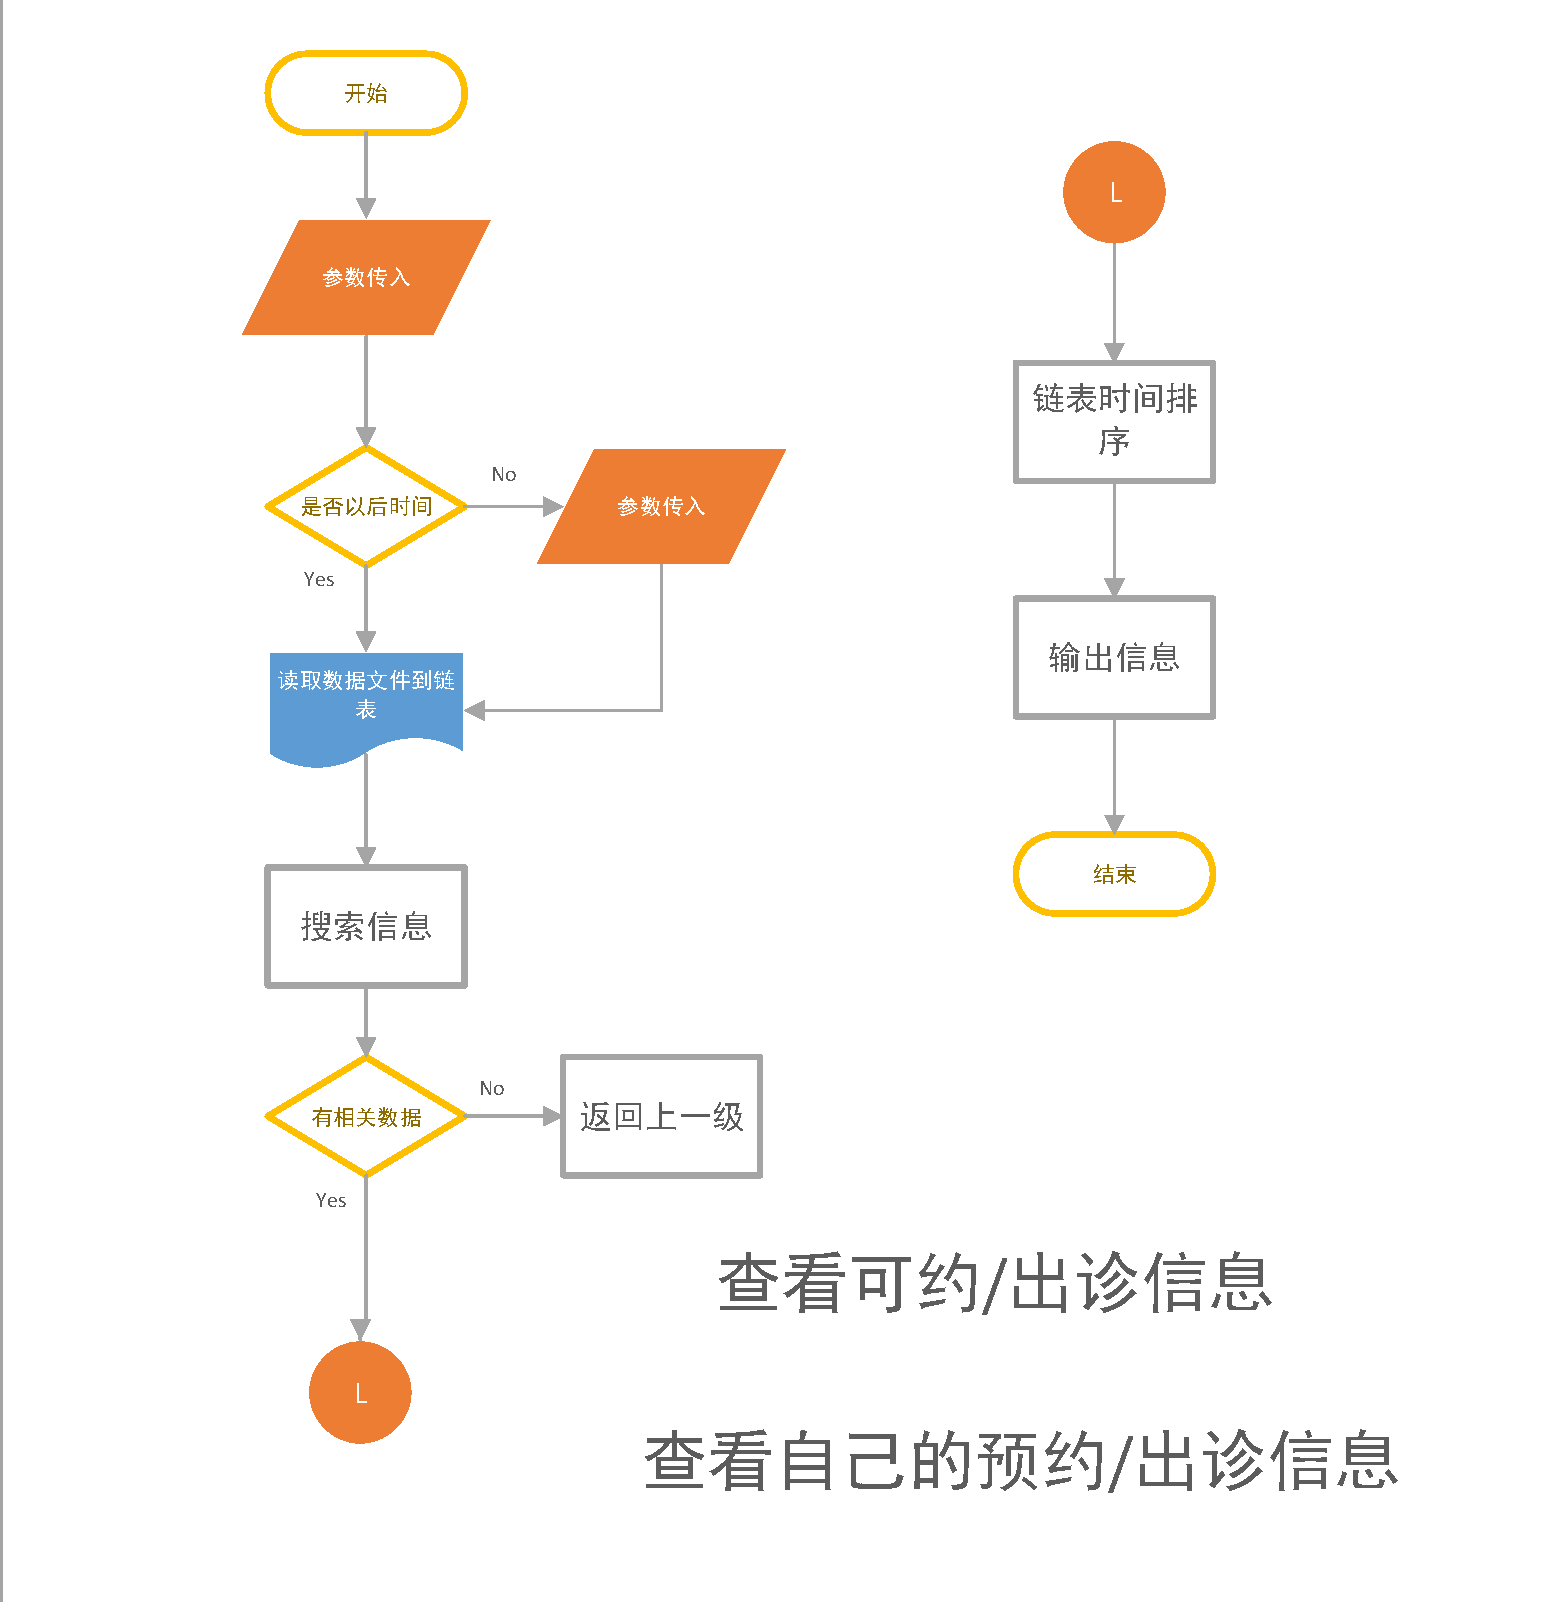 开始
参数传入
是否以后时间
No
参数传入
Yes
读取数据文件到链
表
搜索信息
有相关数据
No
返回上一级
Yes
L
L
链表时间排
序
输出信息
结束
查看可约/出诊信息
查看自己的预约/出诊信息